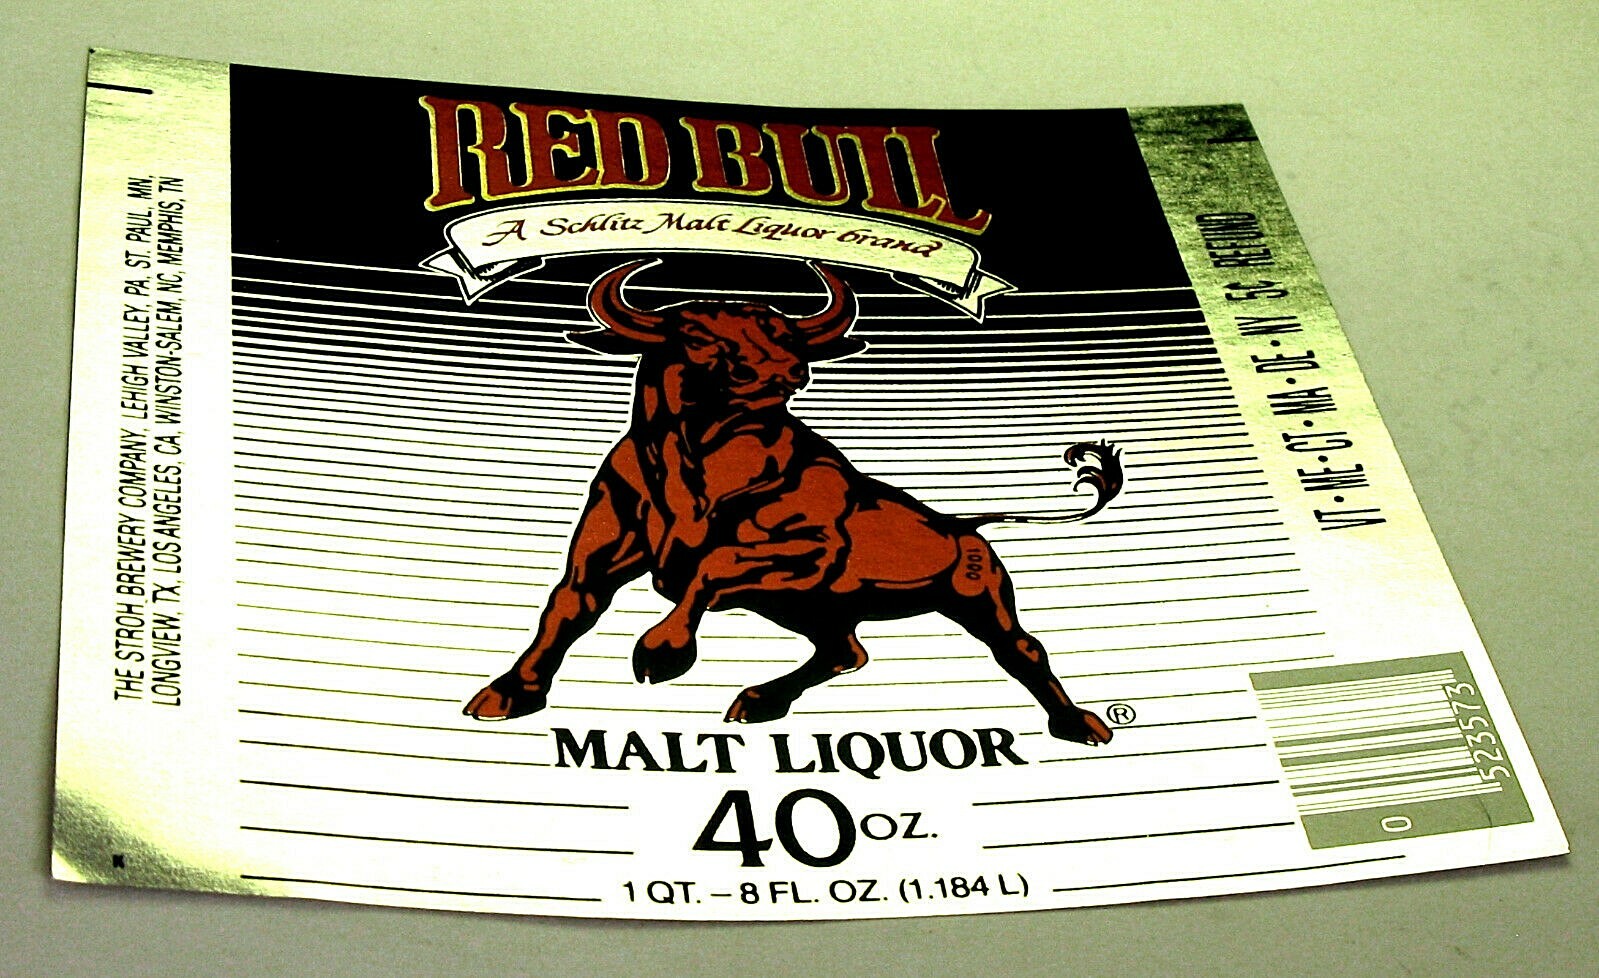 RED BULL
A Schlitz Malt Liquor brand
1000
®
MALT LIQUOR
40 OZ.
1 QT. – 8 FL. OZ. (1.184 L)
THE STROH BREWERY COMPANY, LEHIGH VALLEY, PA, ST. PAUL, MN,
LONGVIEW, TX, LOS ANGELES, CA, WINSTON-SALEM, NC, MEMPHIS, TN
VT • ME • CT • MA • DE • NY 5¢ REFUND
0 523573
K